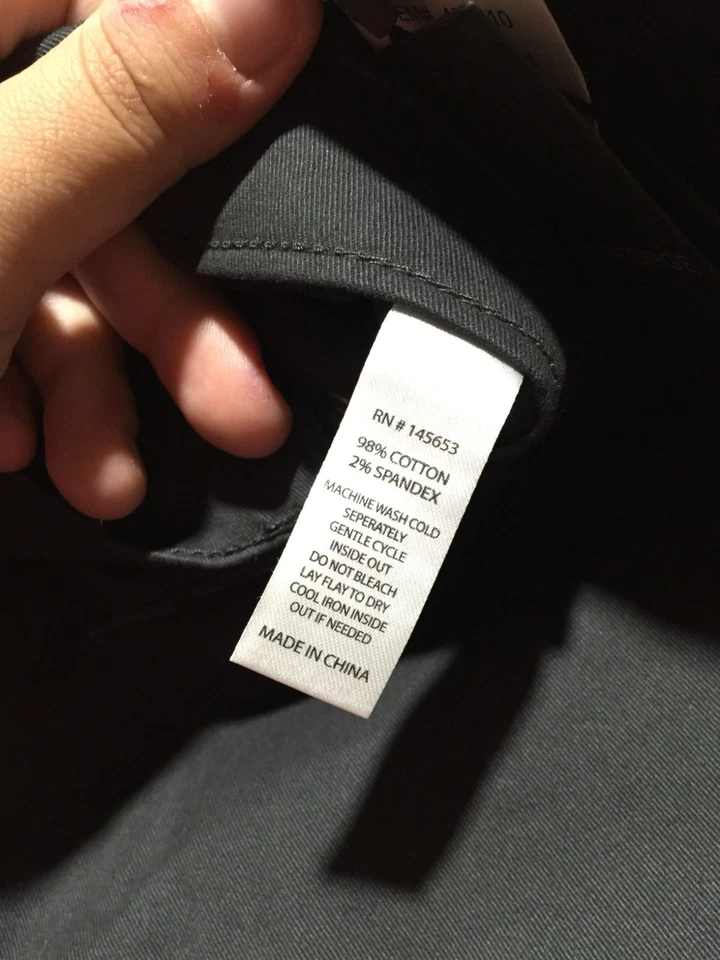 RN # 145653
98% COTTON
2% SPANDEX
MACHINE WASH COLD
SEPERATELY
GENTLE CYCLE
INSIDE OUT
DO NOT BLEACH
LAY FLAY TO DRY
COOL IRON INSIDE
OUT IF NEEDED
MADE IN CHINA